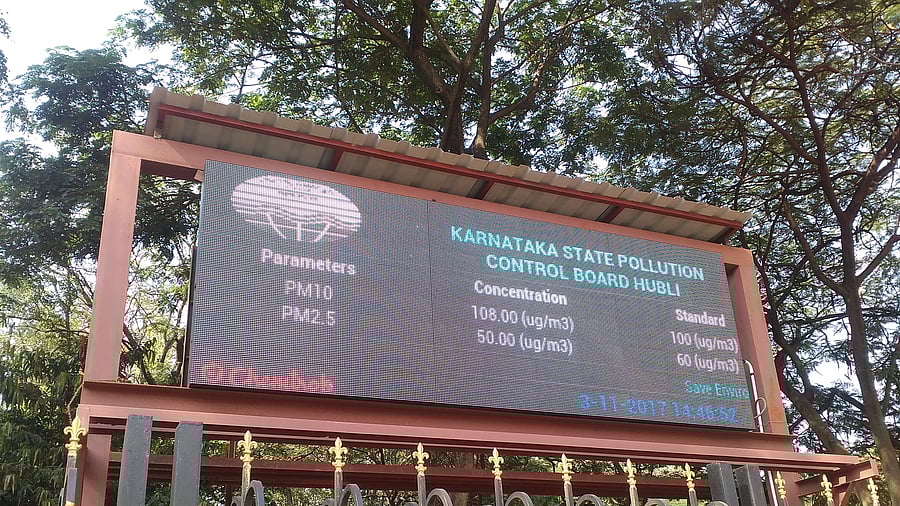 KARNATAKA STATE POLLUTION
CONTROL BOARD HUBLI
Parameters Concentration Standard
PM10 108.00 (ug/m3) 100 (ug/m3)
PM2.5 50.00 (ug/m3) 60 (ug/m3)
Save Enviro
3-11-2017 14:46:52